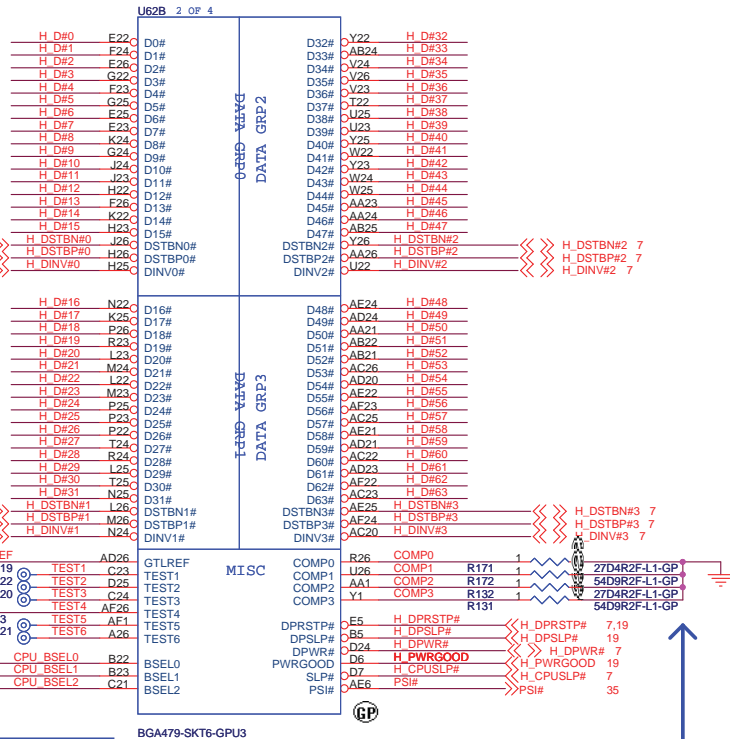 U62B 2 OF 4
H_D#0 E22 D0# D32# Y22 H_D#32
H_D#1 F24 D1# D33# AB24 H_D#33
H_D#2 E26 D2# D34# V24 H_D#34
H_D#3 G22 D3# D35# V26 H_D#35
H_D#4 F23 D4# D36# V23 H_D#36
H_D#5 G25 D5# D37# T22 H_D#37
H_D#6 E25 D6# D38# U25 H_D#38
H_D#7 E23 D7# D39# U23 H_D#39
H_D#8 K24 D8# D40# Y25 H_D#40
H_D#9 G24 D9# D41# W22 H_D#41
H_D#10 J24 D10# D42# Y23 H_D#42
H_D#11 J23 D11# D43# W24 H_D#43
H_D#12 H22 D12# D44# W25 H_D#44
H_D#13 F26 D13# D45# AA23 H_D#45
H_D#14 K22 D14# D46# AA24 H_D#46
H_D#15 H23 D15# D47# AB25 H_D#47
H_DSTBN#0 J26 DSTBN0# DSTBN2# Y26 H_DSTBN#2 H_DSTBN#2 7
H_DSTBP#0 H26 DSTBP0# DSTBP2# AA26 H_DSTBP#2 H_DSTBP#2 7
H_DINV#0 H25 DINV0# DINV2# U22 H_DINV#2 H_DINV#2 7
DATA GRP0
DATA GRP2
H_D#16 N22 D16# D48# AE24 H_D#48
H_D#17 K25 D17# D49# AD24 H_D#49
H_D#18 P26 D18# D50# AA21 H_D#50
H_D#19 R23 D19# D51# AB22 H_D#51
H_D#20 L23 D20# D52# AB21 H_D#52
H_D#21 M24 D21# D53# AC26 H_D#53
H_D#22 L22 D22# D54# AD20 H_D#54
H_D#23 M23 D23# D55# AE22 H_D#55
H_D#24 P25 D24# D56# AF23 H_D#56
H_D#25 P23 D25# D57# AC25 H_D#57
H_D#26 P22 D26# D58# AE21 H_D#58
H_D#27 T24 D27# D59# AD21 H_D#59
H_D#28 R24 D28# D60# AC22 H_D#60
H_D#29 L25 D29# D61# AD23 H_D#61
H_D#30 T25 D30# D62# AF22 H_D#62
H_D#31 N25 D31# D63# AC23 H_D#63
H_DSTBN#1 L26 DSTBN1# DSTBN3# AE25 H_DSTBN#3 H_DSTBN#3 7
H_DSTBP#1 M26 DSTBP1# DSTBP3# AF24 H_DSTBP#3 H_DSTBP#3 7
H_DINV#1 N24 DINV1# DINV3# AC20 H_DINV#3 H_DINV#3 7
DATA GRP1
DATA GRP3
EF AD26 GTLREF MISC COMP0 R26 COMP0 1 R171 27D4R2F-L1-GP
19 TEST1 C23 TEST1 COMP1 U26 COMP1 1 R172 54D9R2F-L1-GP
22 TEST2 D25 TEST2 COMP2 AA1 COMP2 1 R132 27D4R2F-L1-GP
20 TEST3 C24 TEST3 COMP3 Y1 COMP3 1 R131 54D9R2F-L1-GP
TEST4 AF26 TEST4
3 TEST5 AF1 TEST5 DPRSTP# E5 H_DPRSTP# H_DPRSTP# 7,19
21 TEST6 A26 TEST6 DPSLP# B5 H_DPSLP# H_DPSLP# 19
DPWR# D24 H_DPWR# H_DPWR# 7
CPU_BSEL0 B22 BSEL0 PWRGOOD D6 H_PWRGOOD H_PWRGOOD 19
CPU_BSEL1 B23 BSEL1 SLP# D7 H_CPUSLP# H_CPUSLP# 7
CPU_BSEL2 C21 BSEL2 PSI# AE6 PSI# PSI# 35
GP
BGA479-SKT6-GPU3